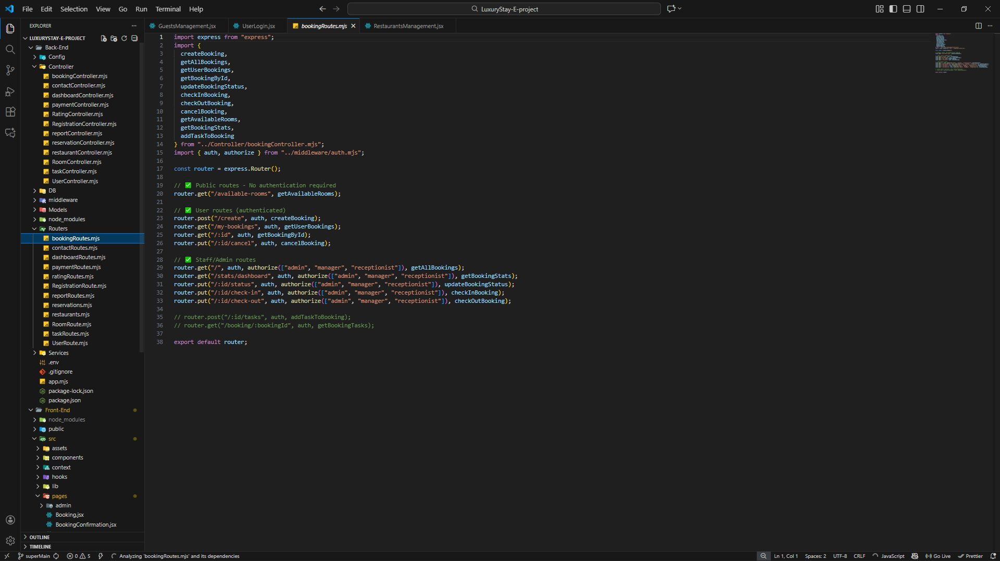 File Edit Selection View Go Run Terminal Help
LuxuryStay-E-project
EXPLORER
LUXURYSTAY-E-PROJECT
Back-End
Config
Controller
bookingController.mjs
contactController.mjs
dashboardController.mjs
paymentController.mjs
RatingController.mjs
RegistrationController.mjs
reportController.mjs
reservationController.mjs
restaurantController.mjs
RoomController.mjs
taskController.mjs
UserController.mjs
DB
middleware
Models
node_modules
Routers
bookingRoutes.mjs
contactRoutes.mjs
dashboardRoutes.mjs
paymentRoutes.mjs
ratingRoutes.mjs
RegistrationRoute.mjs
reportRoutes.mjs
reservations.mjs
restaurants.mjs
RoomRoute.mjs
taskRoutes.mjs
UserRoute.mjs
Services
.env
.gitignore
app.mjs
package-lock.json
package.json
Front-End
node_modules
public
src
assets
components
context
hooks
lib
pages
admin
Booking.jsx
BookingConfirmation.jsx
OUTLINE
TIMELINE
GuestsManagement.jsx UserLogin.jsx bookingRoutes.mjs RestaurantsManagement.jsx
1 import express from "express";
2 import {
3 createBooking,
4 getAllBookings,
5 getUserBookings,
6 getBookingById,
7 updateBookingStatus,
8 checkInBooking,
9 checkOutBooking,
10 cancelBooking,
11 getAvailableRooms,
12 getBookingStats,
13 addTaskToBooking
14 } from "../Controller/bookingController.mjs";
15 import { auth, authorize } from "../middleware/auth.mjs";
16
17 const router = express.Router();
18
19 // ✅ Public routes - No authentication required
20 router.get("/available-rooms", getAvailableRooms);
21
22 // ✅ User routes (authenticated)
23 router.post("/create", auth, createBooking);
24 router.get("/my-bookings", auth, getUserBookings);
25 router.get("/:id", auth, getBookingById);
26 router.put("/:id/cancel", auth, cancelBooking);
27
28 // ✅ Staff/Admin routes
29 router.get("/", auth, authorize(["admin", "manager", "receptionist"]), getAllBookings);
30 router.get("/stats/dashboard", auth, authorize(["admin", "manager", "receptionist"]), getBookingStats);
31 router.put("/:id/status", auth, authorize(["admin", "manager", "receptionist"]), updateBookingStatus);
32 router.put("/:id/check-in", auth, authorize(["admin", "manager", "receptionist"]), checkInBooking);
33 router.put("/:id/check-out", auth, authorize(["admin", "manager", "receptionist"]), checkOutBooking);
34
35 // router.post("/:id/tasks", auth, addTaskToBooking);
36 // router.get("/booking/:bookingId", auth, getBookingTasks);
37
38 export default router;
superMain 0 5 Analyzing 'bookingRoutes.mjs' and its dependencies Ln 1, Col 1 Spaces: 2 UTF-8 CRLF JavaScript Go Live Prettier